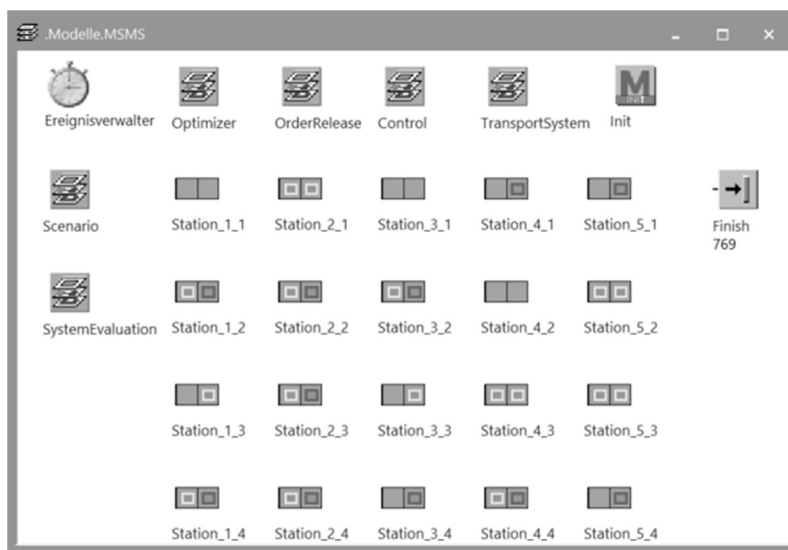 .Modelle.MSMS
Ereignisverwalter Optimizer OrderRelease Control TransportSystem Init
M
INIT
Scenario Station_1_1 Station_2_1 Station_3_1 Station_4_1 Station_5_1 Finish
769
SystemEvaluation Station_1_2 Station_2_2 Station_3_2 Station_4_2 Station_5_2
Station_1_3 Station_2_3 Station_3_3 Station_4_3 Station_5_3
Station_1_4 Station_2_4 Station_3_4 Station_4_4 Station_5_4